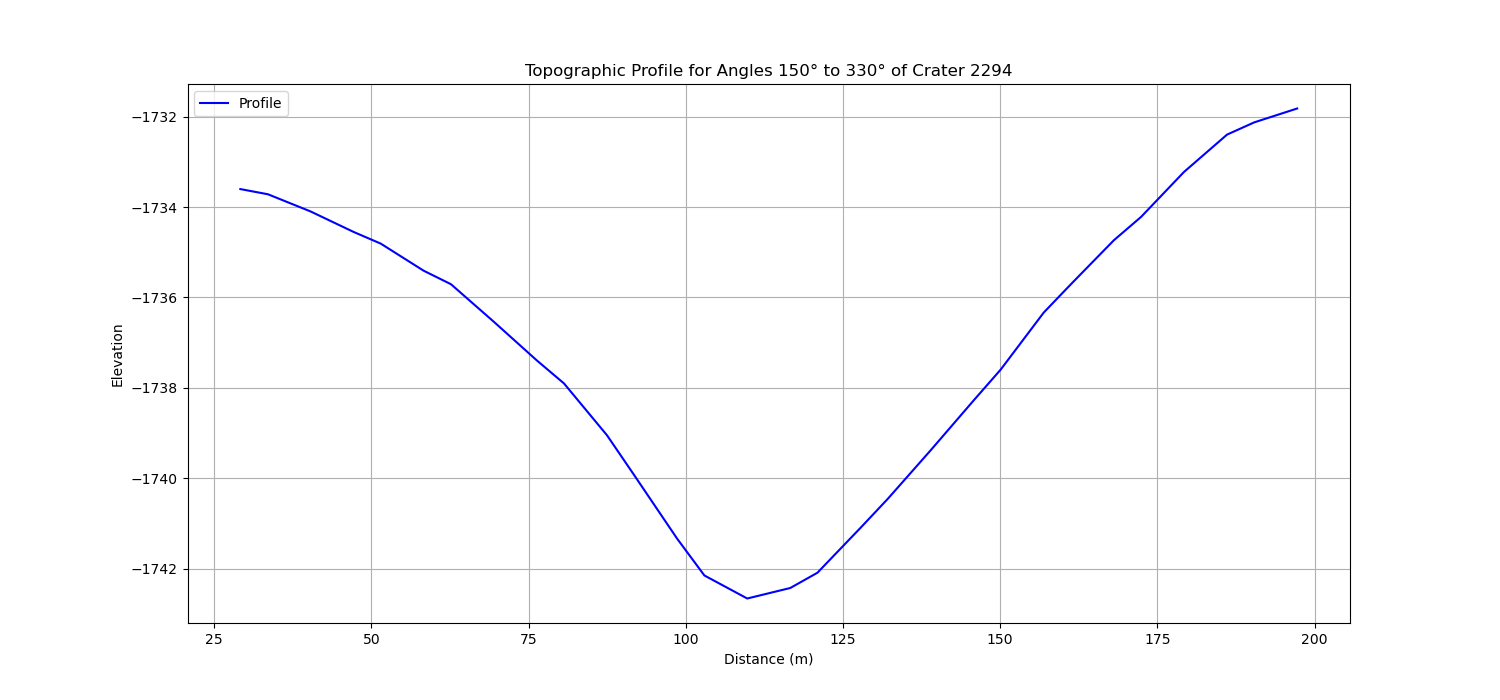 Topographic Profile for Angles 150° to 330° of Crater 2294
Profile
−1732
−1734
−1736
−1738
−1740
−1742
Elevation
25 50 75 100 125 150 175 200
Distance (m)